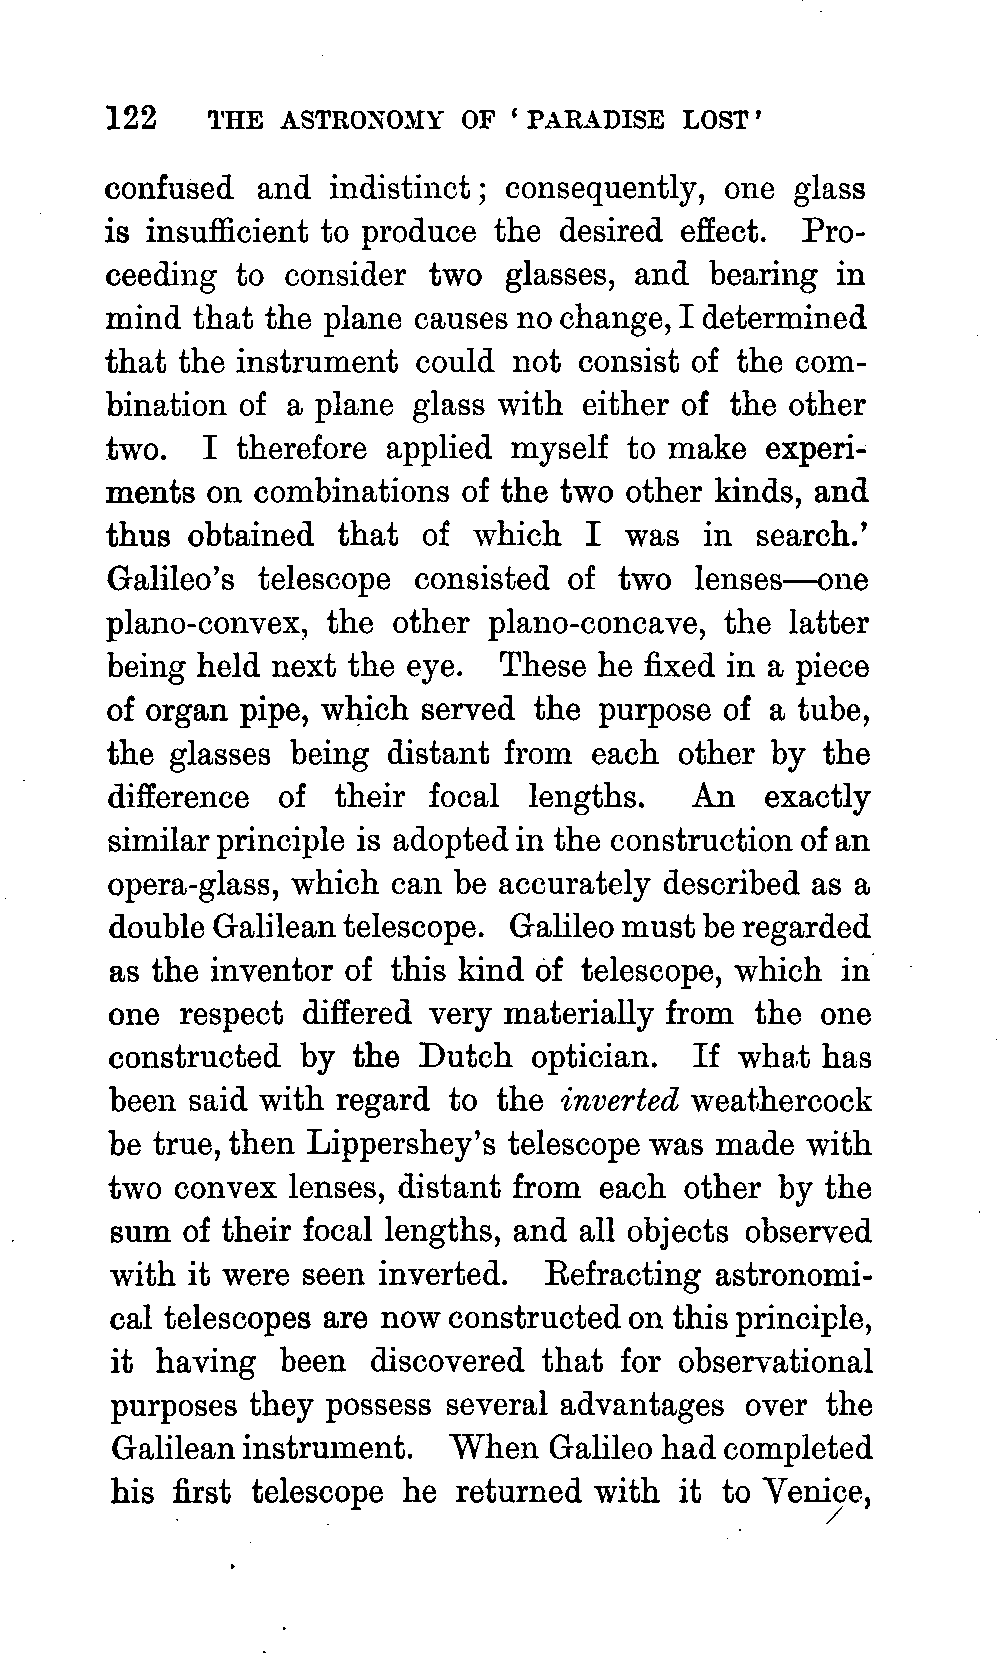 122 THE ASTRONOMY OF ‘PARADISE LOST’
confused and indistinct; consequently, one glass
is insufficient to produce the desired effect. Pro-
ceeding to consider two glasses, and bearing in
mind that the plane causes no change, I determined
that the instrument could not consist of the com-
bination of a plane glass with either of the other
two. I therefore applied myself to make experi-
ments on combinations of the two other kinds, and
thus obtained that of which I was in search.’
Galileo’s telescope consisted of two lenses—one
plano-convex, the other plano-concave, the latter
being held next the eye. These he fixed in a piece
of organ pipe, which served the purpose of a tube,
the glasses being distant from each other by the
difference of their focal lengths. An exactly
similar principle is adopted in the construction of an
opera-glass, which can be accurately described as a
double Galilean telescope. Galileo must be regarded
as the inventor of this kind of telescope, which in
one respect differed very materially from the one
constructed by the Dutch optician. If what has
been said with regard to the inverted weathercock
be true, then Lippershey’s telescope was made with
two convex lenses, distant from each other by the
sum of their focal lengths, and all objects observed
with it were seen inverted. Refracting astronomi-
cal telescopes are now constructed on this principle,
it having been discovered that for observational
purposes they possess several advantages over the
Galilean instrument. When Galileo had completed
his first telescope he returned with it to Venice,